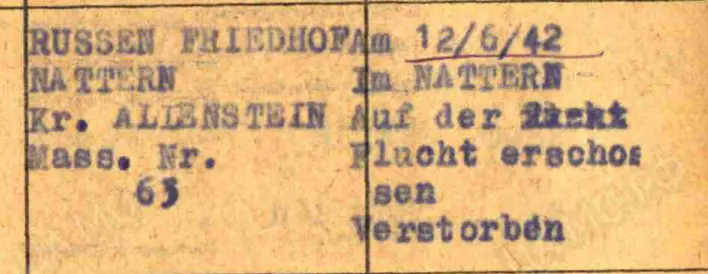 RUSSEN FRIEDHOF
NATTERN
Kr. ALLENSTEIN
Mass. Nr.
63
Am 12/6/42
Im NATTERN
Auf der
Flucht erschos
sen
Verstorben